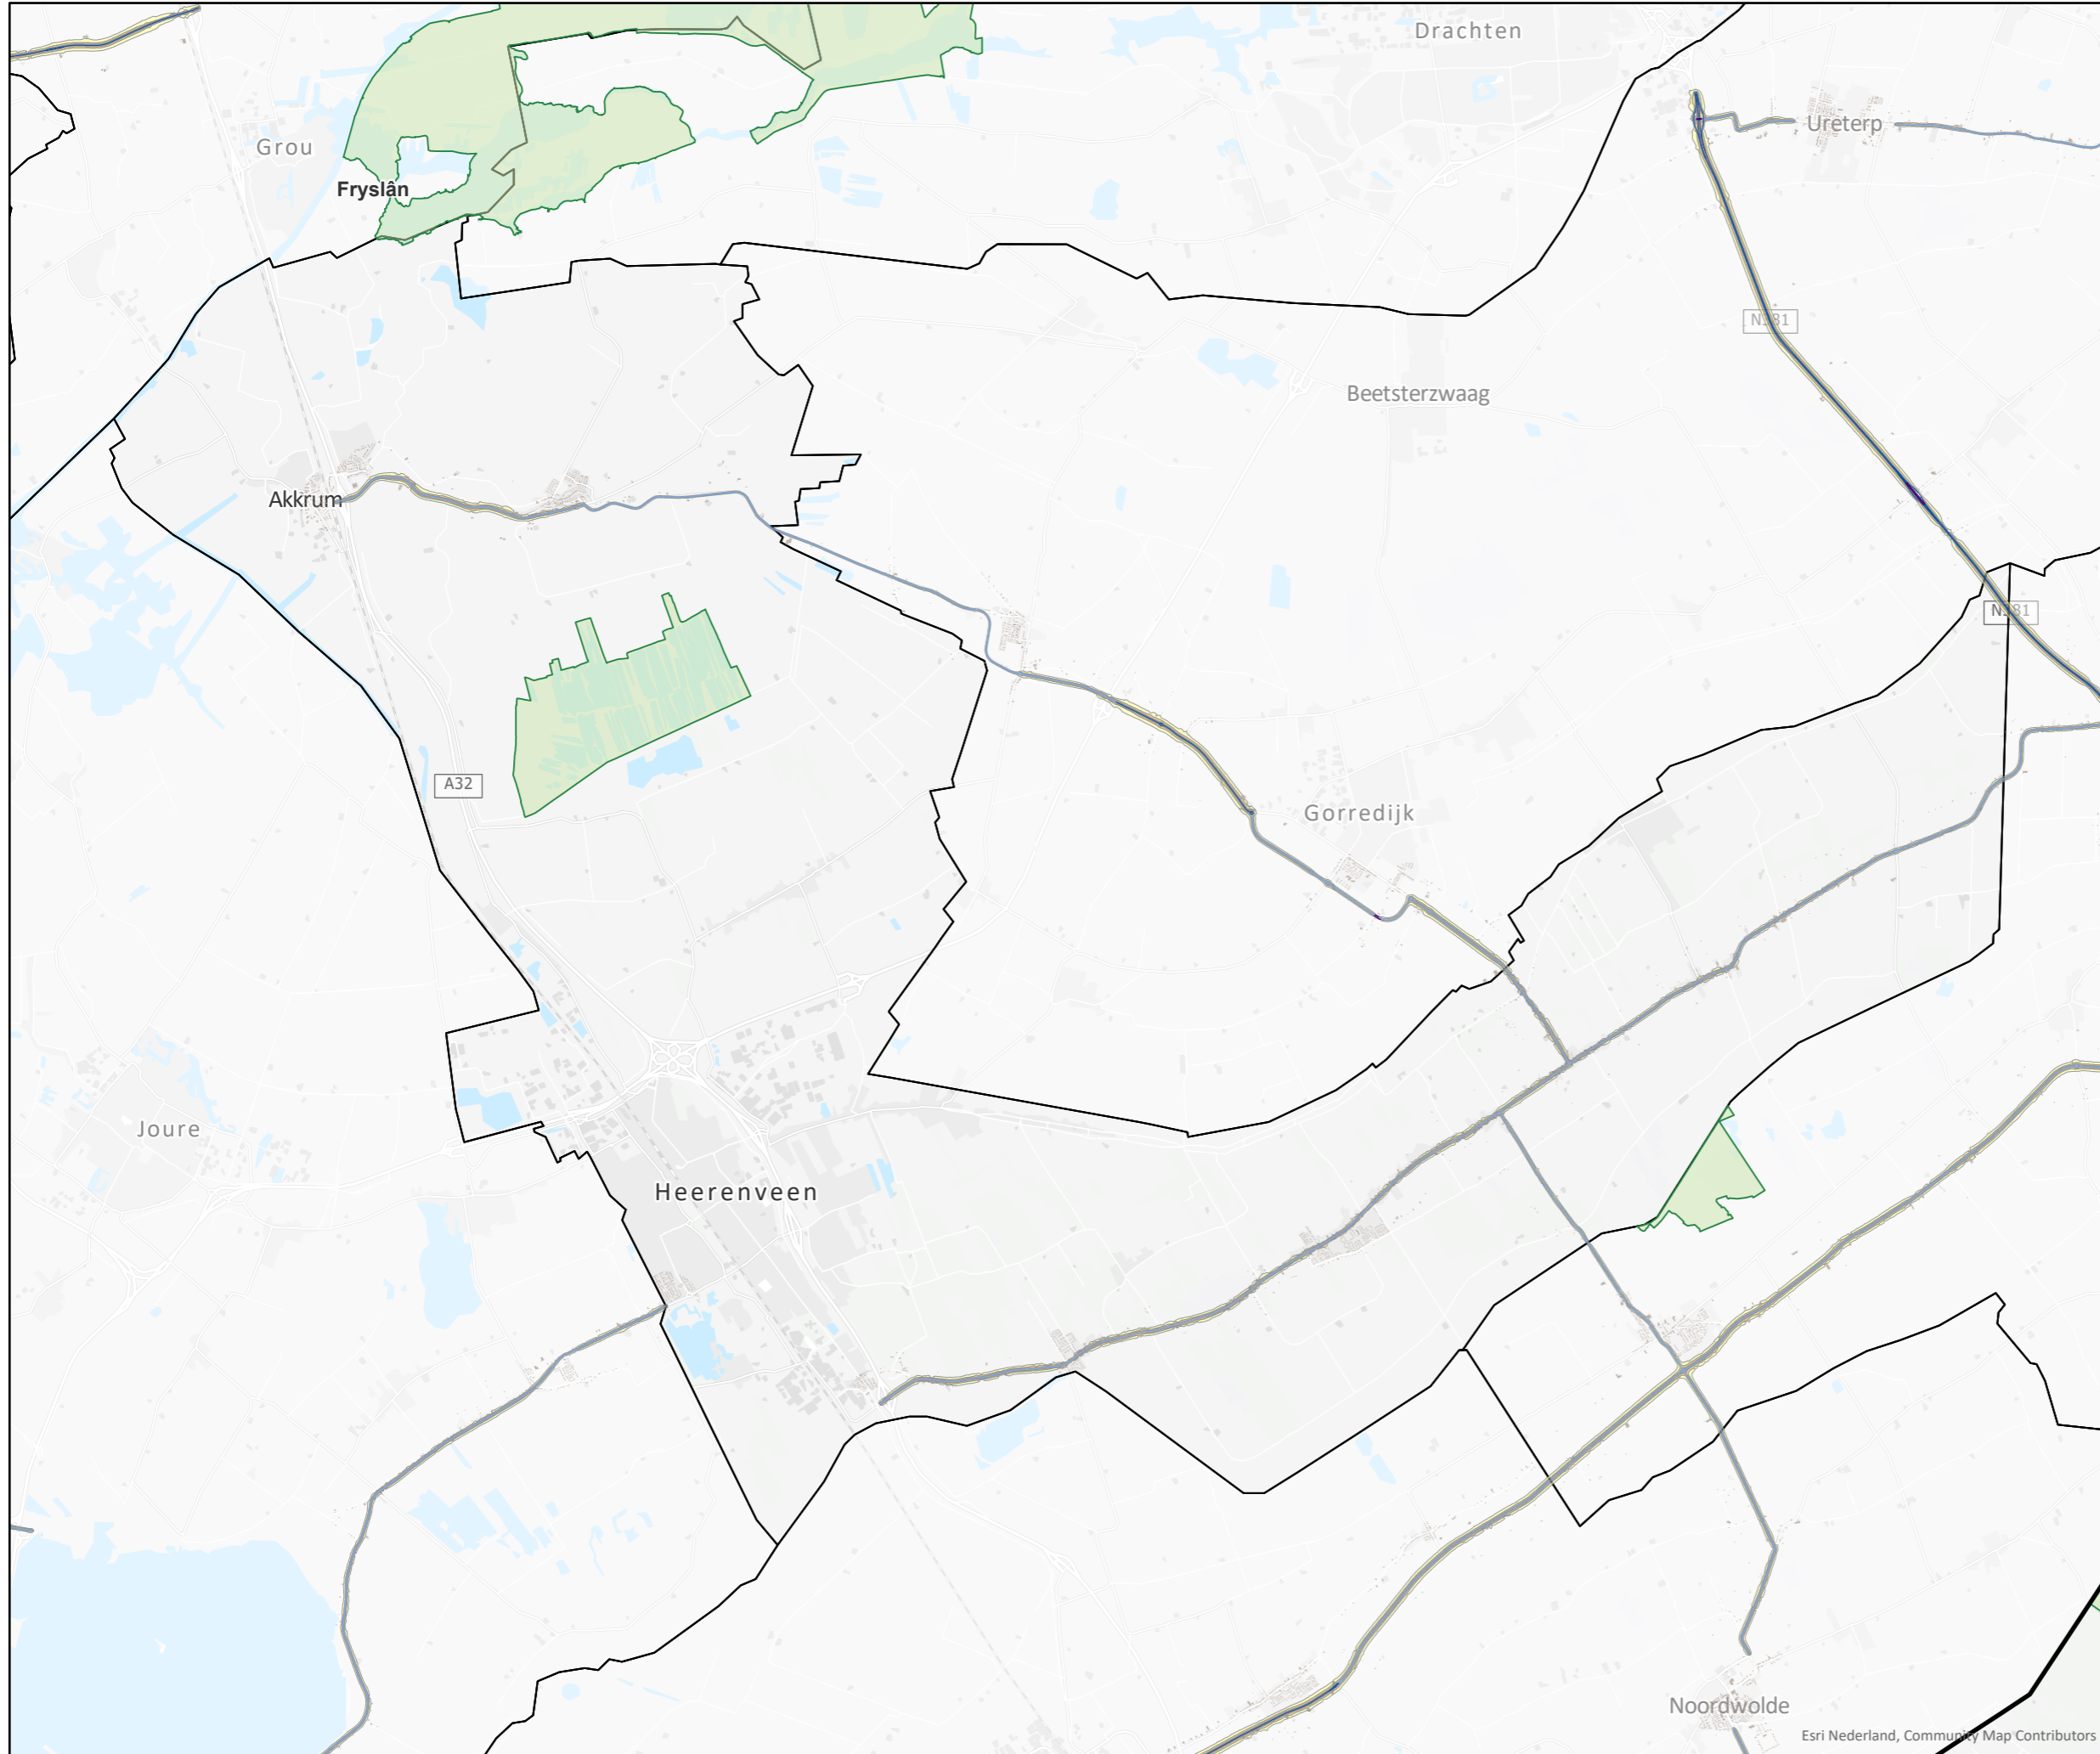 Drachten
Ureterp
Grou
Fryslân
N381
Beetsterzwaag
Akkrum
N381
A32
Gorredijk
Joure
Heerenveen
Noordwolde
Esri Nederland, Community Map Contributors